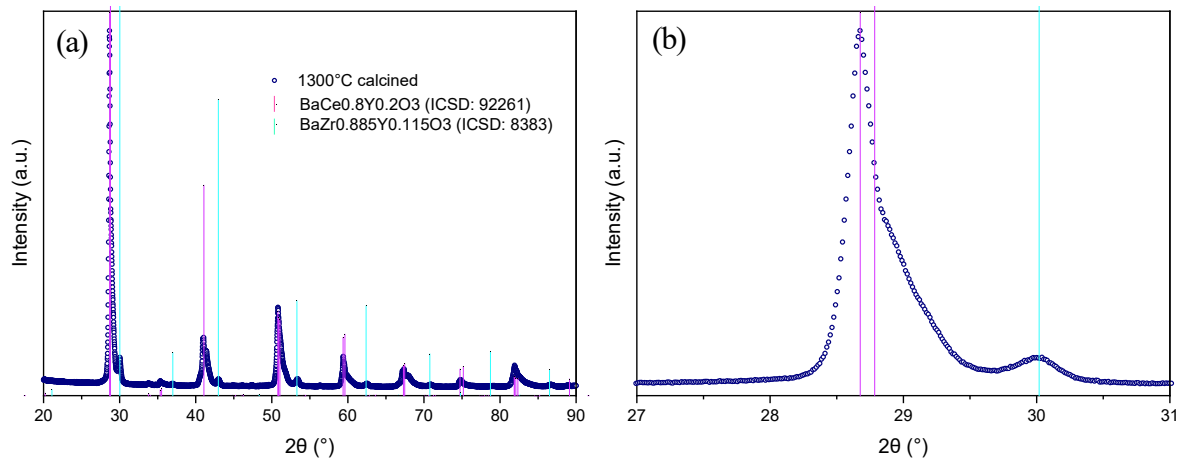 (a)
1300°C calcined
BaCe0.8Y0.2O3 (ICSD: 92261)
BaZr0.885Y0.115O3 (ICSD: 8383)
Intensity (a.u.)
20 30 40 50 60 70 80 90
2θ (°)
(b)
Intensity (a.u.)
27 28 29 30 31
2θ (°)